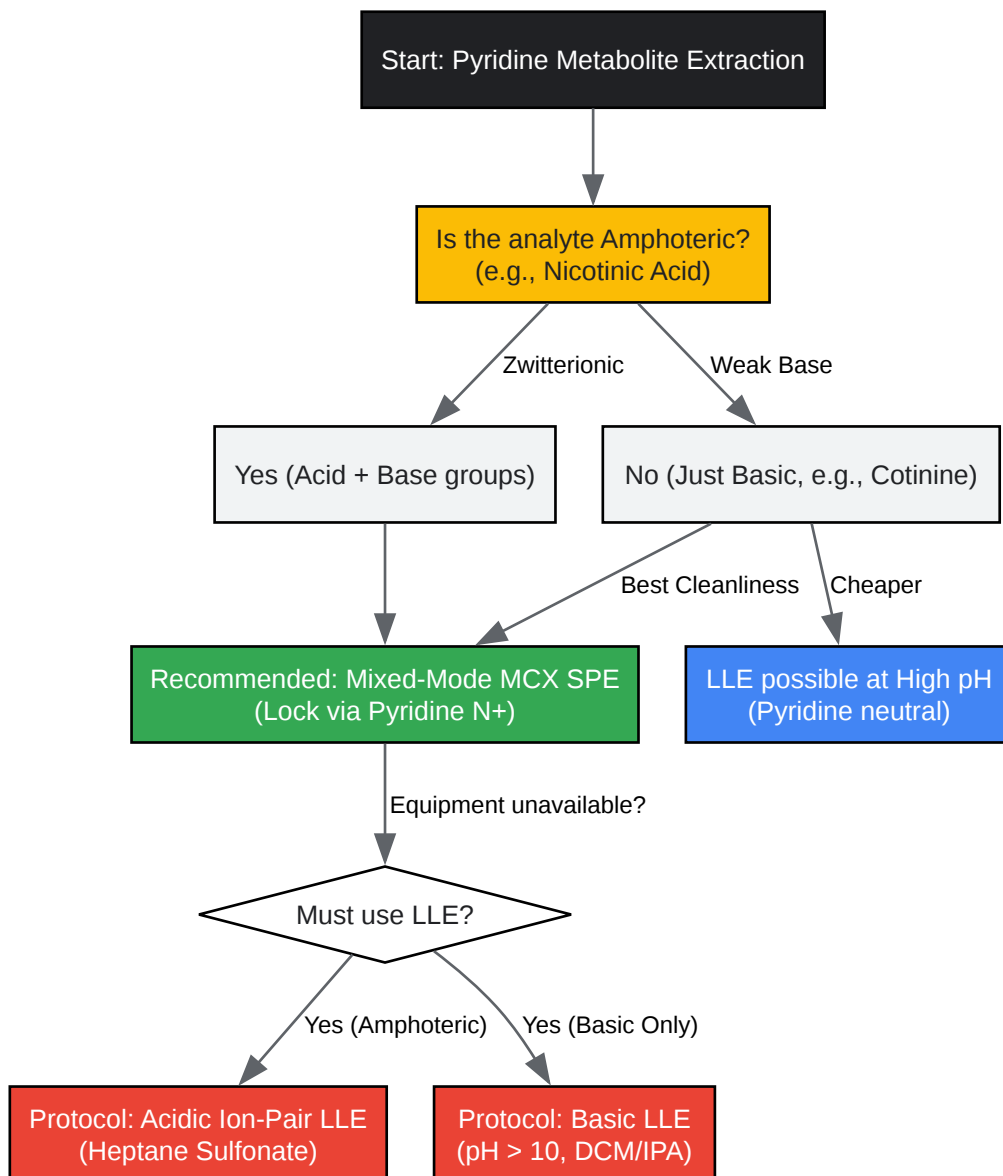 Start: Pyridine Metabolite Extraction
Is the analyte Amphoteric?
(e.g., Nicotinic Acid)
Zwitterionic
Weak Base
Yes (Acid + Base groups)
No (Just Basic, e.g., Cotinine)
Best Cleanliness
Cheaper
Recommended: Mixed-Mode MCX SPE
(Lock via Pyridine N+)
LLE possible at High pH
(Pyridine neutral)
Equipment unavailable?
Must use LLE?
Yes (Amphoteric)
Yes (Basic Only)
Protocol: Acidic Ion-Pair LLE
(Heptane Sulfonate)
Protocol: Basic LLE
(pH > 10, DCM/IPA)